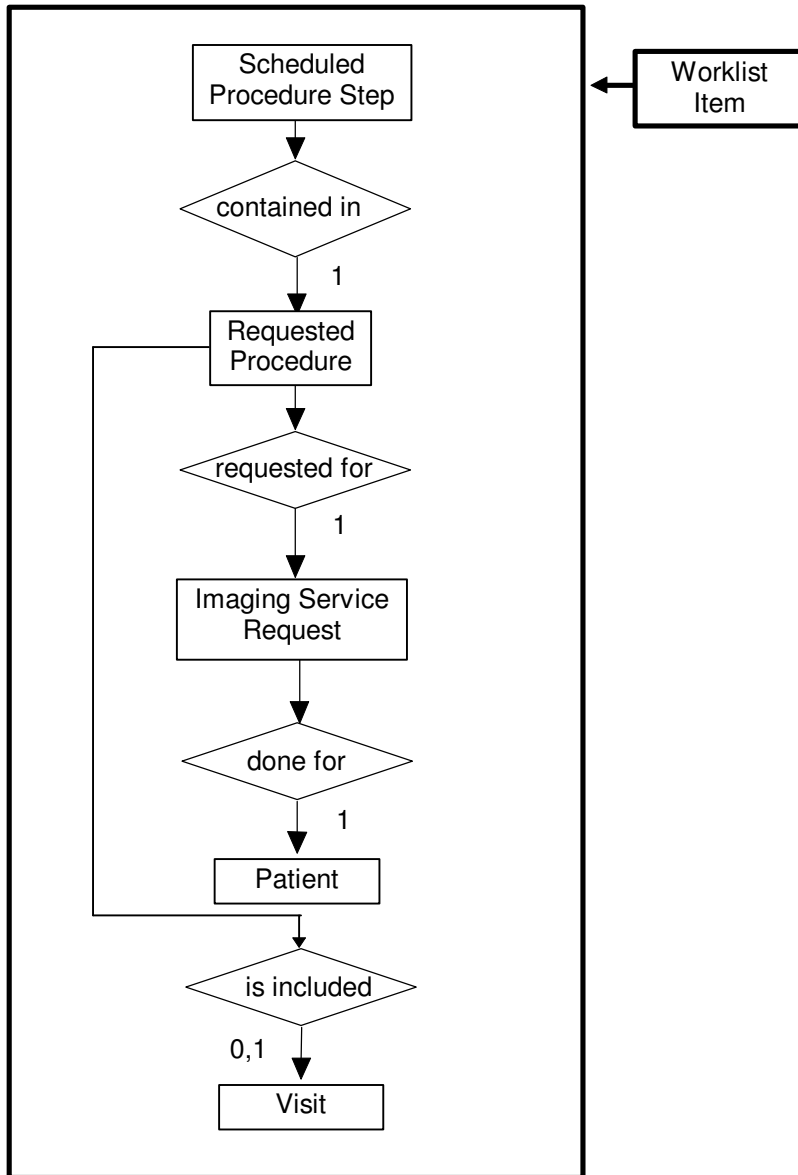 Scheduled
Procedure Step
Worklist
Item
contained in
1
Requested
Procedure
requested for
1
Imaging Service
Request
done for
1
Patient
is included
0,1
Visit